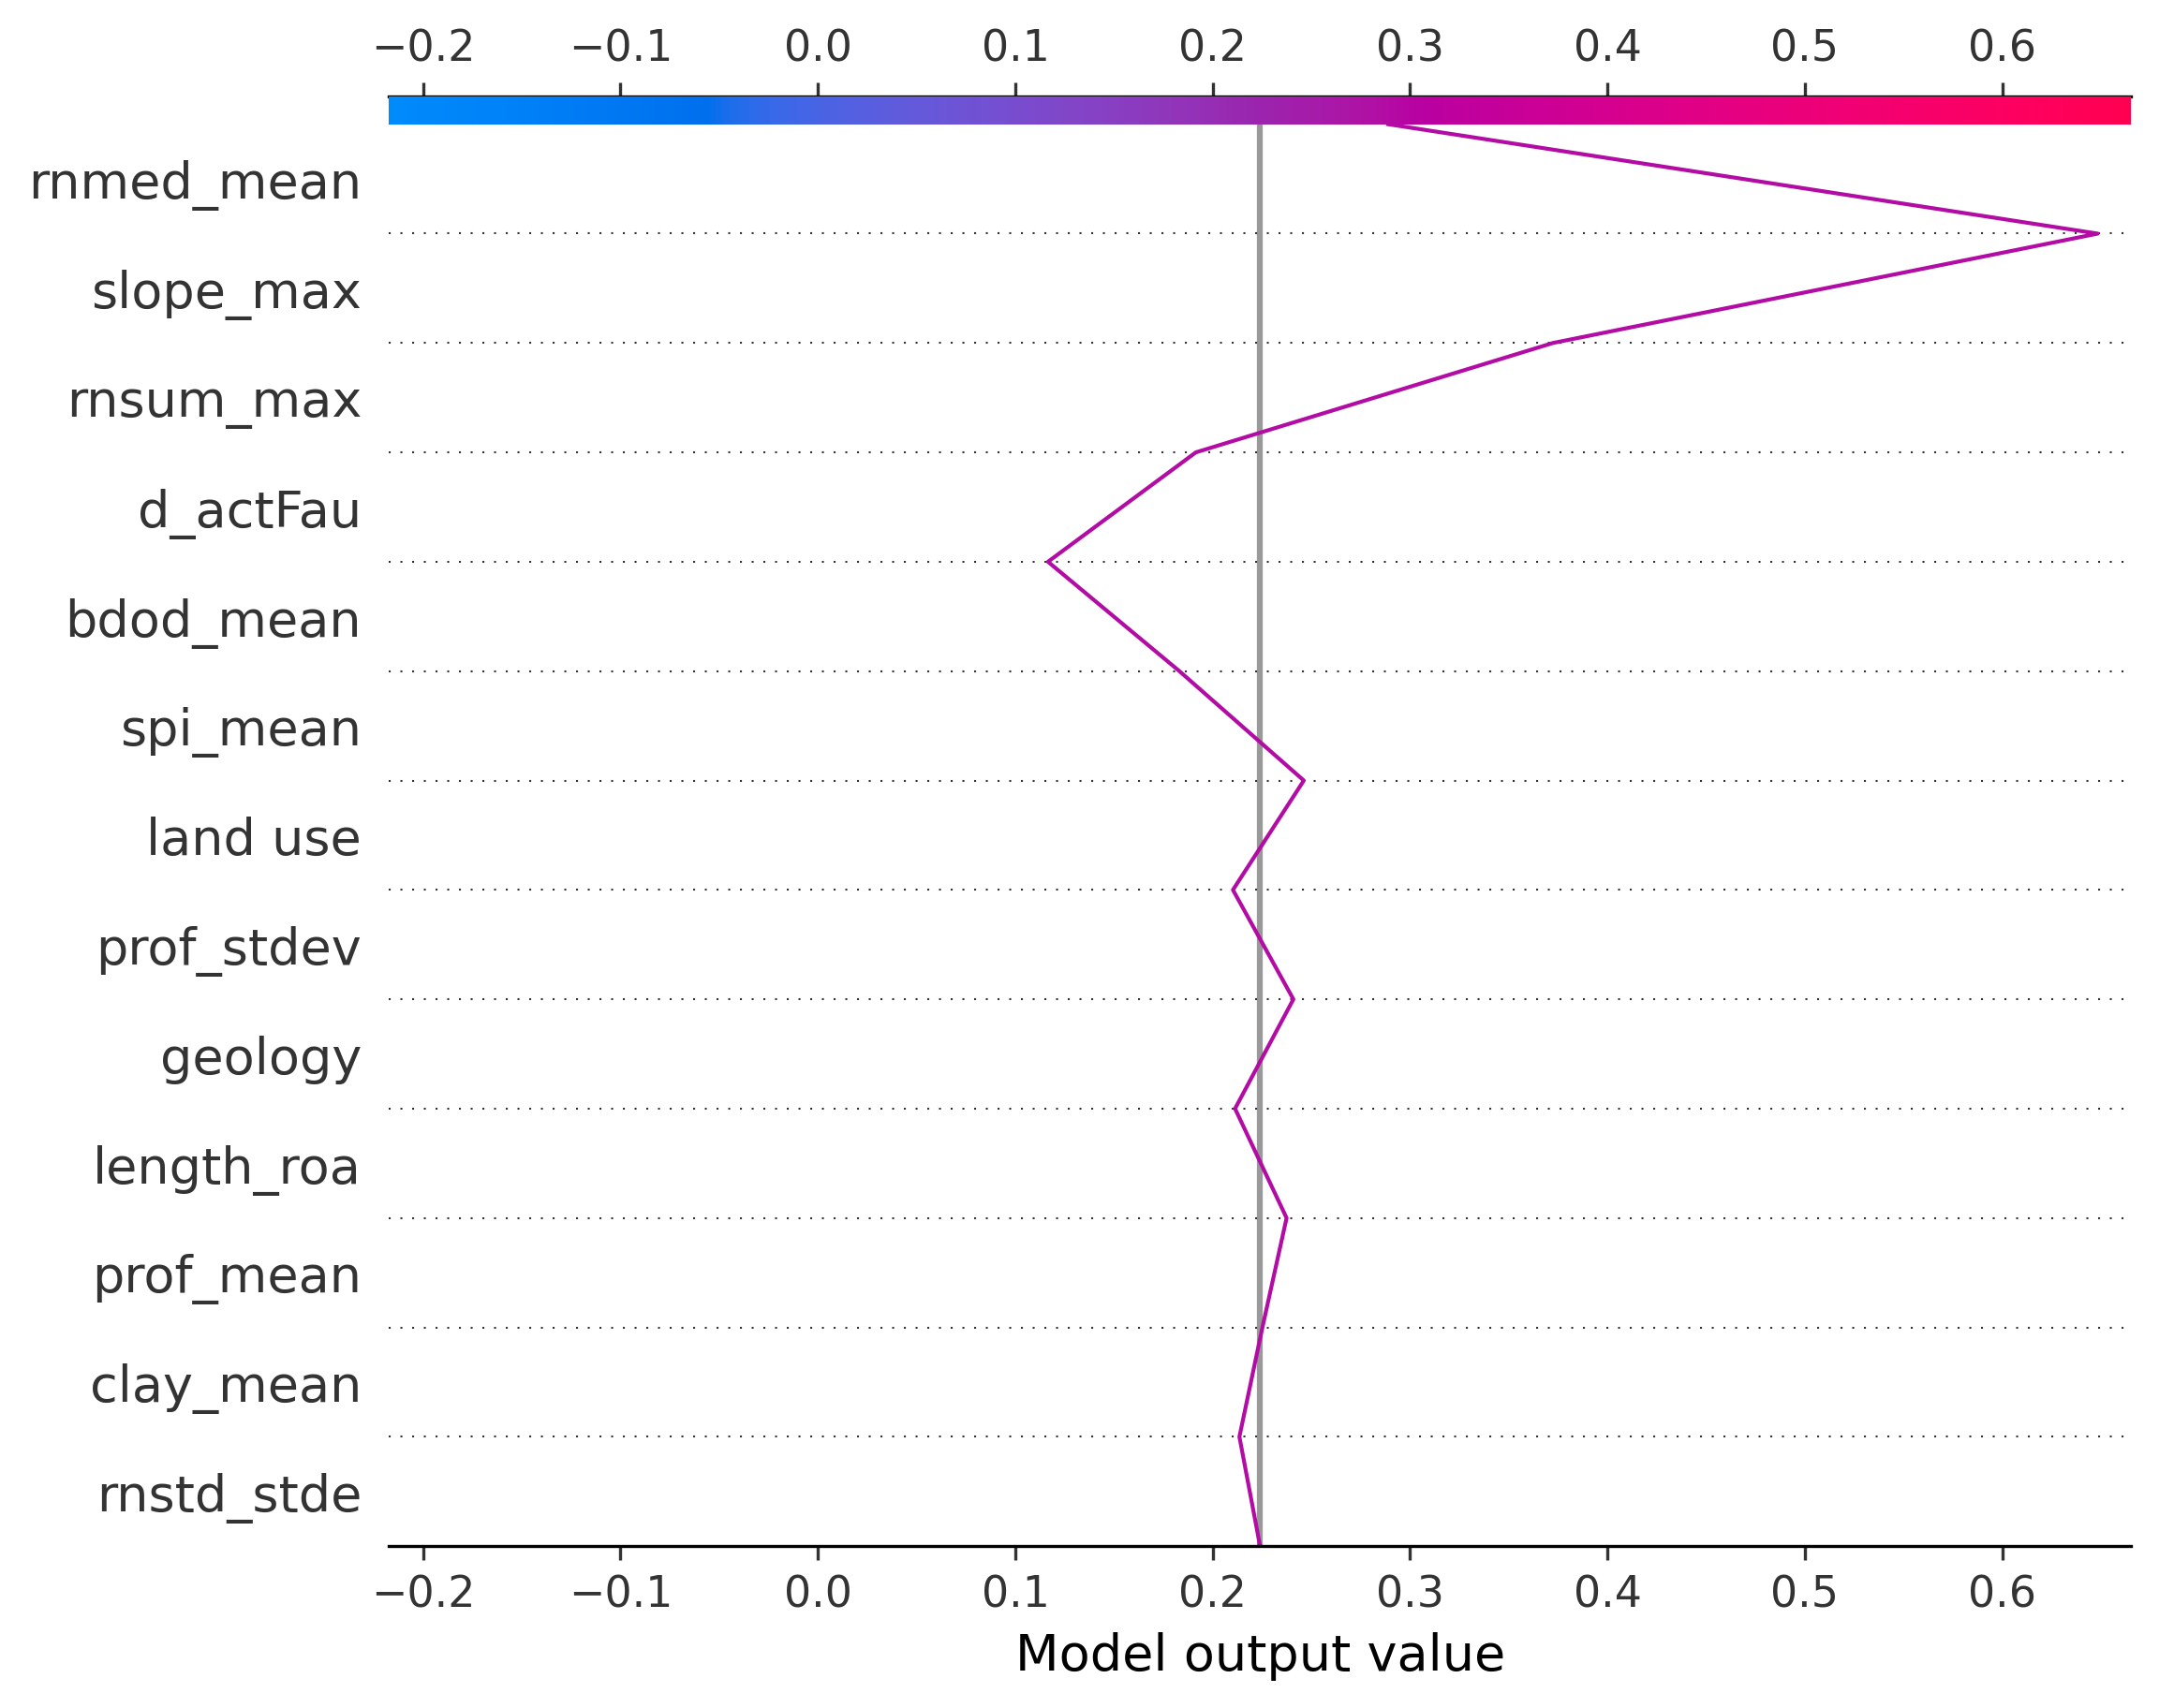 −0.2 −0.1 0.0 0.1 0.2 0.3 0.4 0.5 0.6
rnmed_mean
slope_max
rnsum_max
d_actFau
bdod_mean
spi_mean
land use
prof_stdev
geology
length_roa
prof_mean
clay_mean
rnstd_stde
−0.2 −0.1 0.0 0.1 0.2 0.3 0.4 0.5 0.6
Model output value